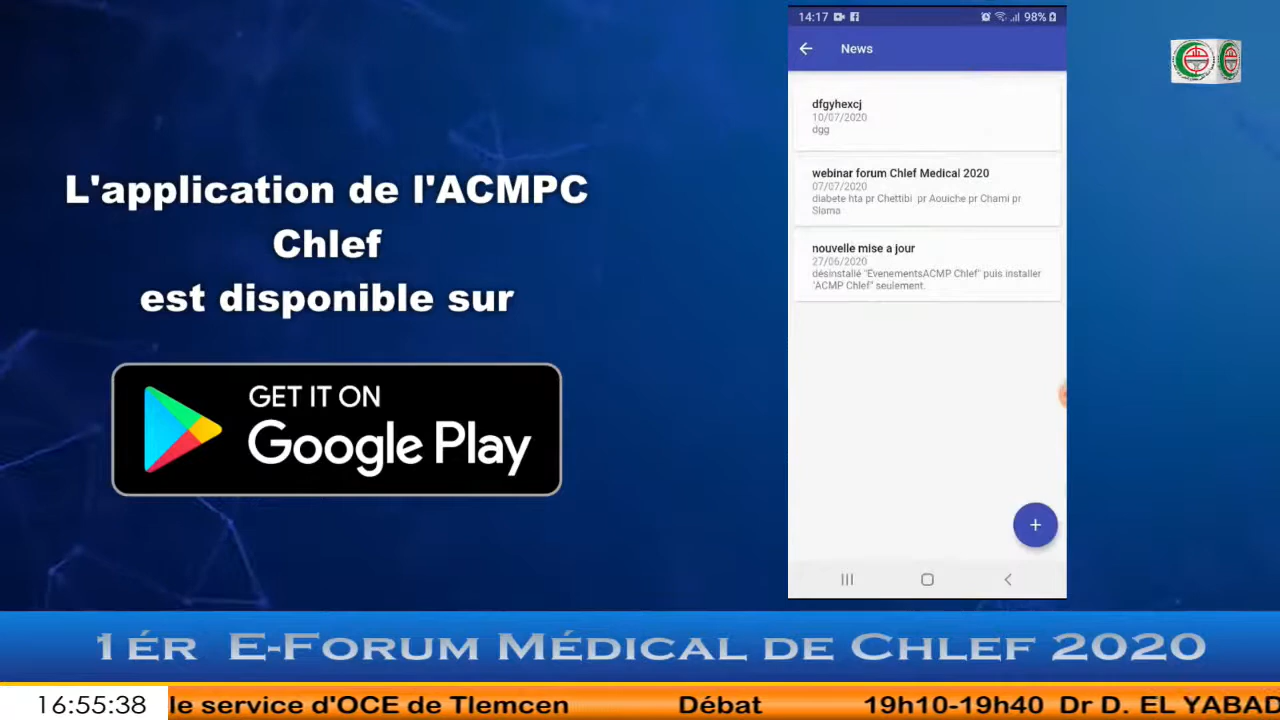 14:17
98%
News
dfgyhexcj
10/07/2020
dgg
webinar forum Chlef Medical 2020
07/07/2020
diabete hta pr Chettibi pr Aouiche pr Chami pr
Slama
nouvelle mise a jour
27/06/2020
désinstallé "EvenementsACMP Chlef" puis installer
"ACMP Chlef" seulement.
L'application de l'ACMPC
Chlef
est disponible sur
GET IT ON
Google Play
1ér E-Forum Médical de Chlef 2020
16:55:38 le service d'OCE de Tlemcen Débat 19h10-19h40 Dr D. EL YABAD